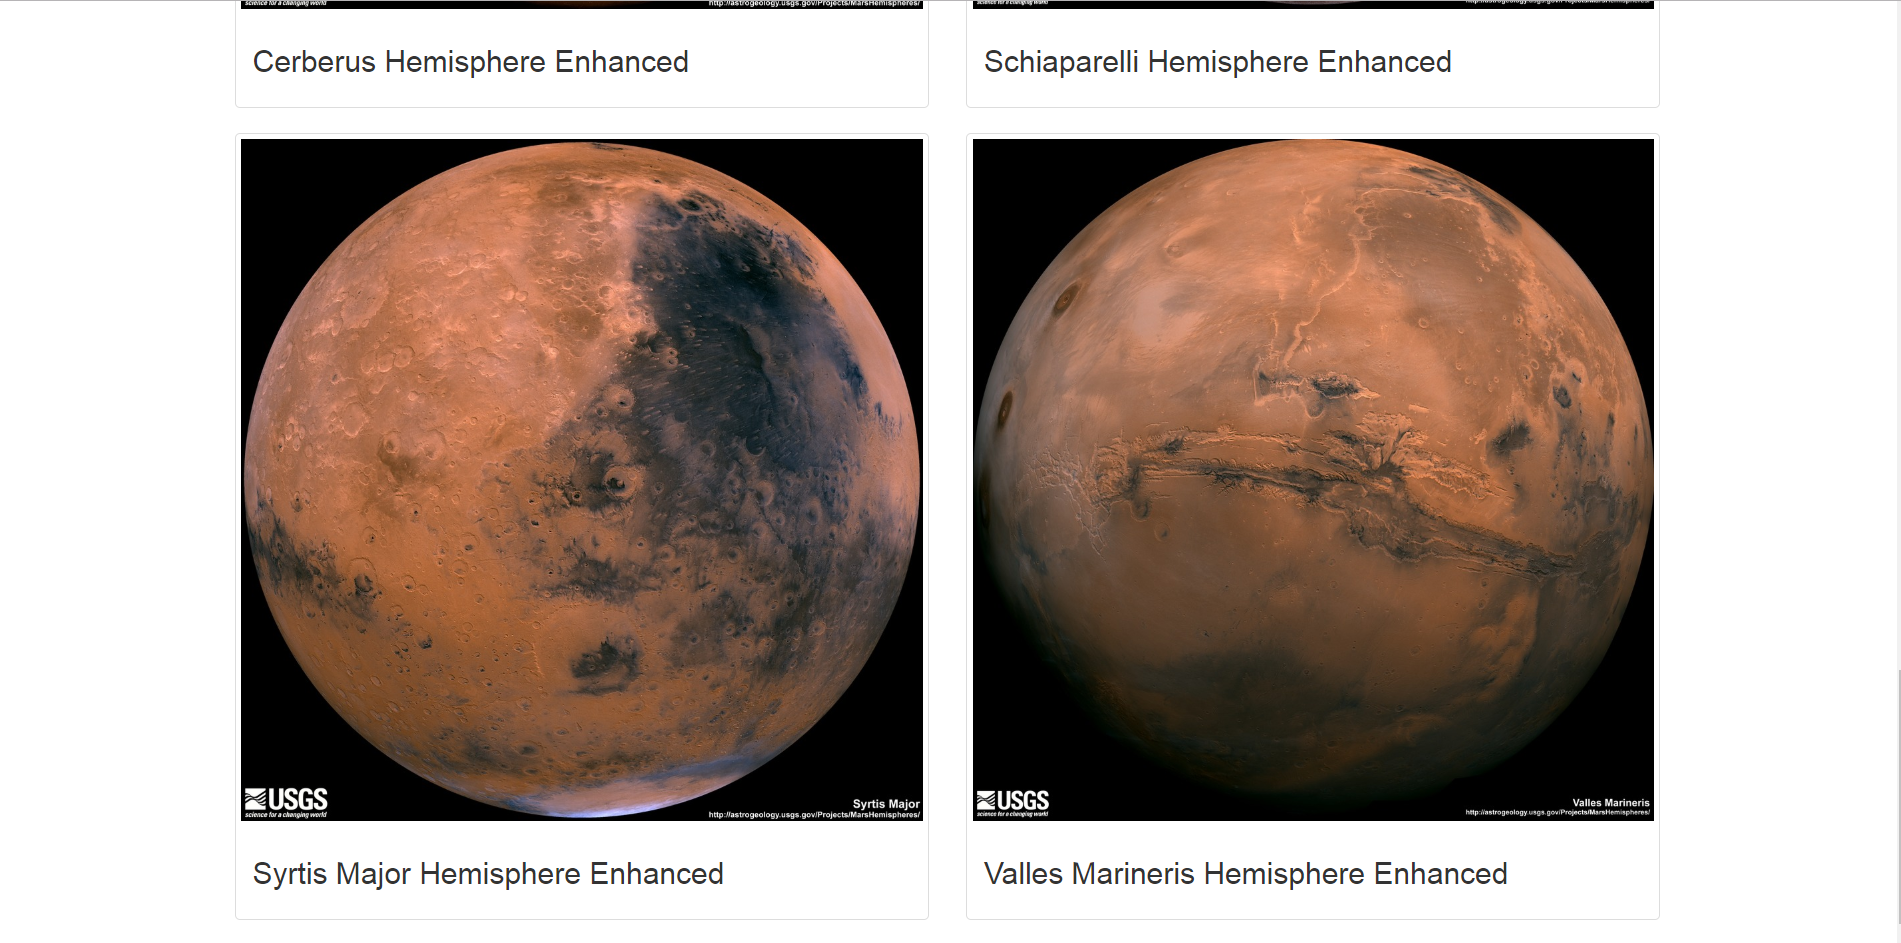 science for a changing world
http://astrogeology.usgs.gov/Projects/MarsHemispheres/
science for a changing world
http://astrogeology.usgs.gov/Projects/MarsHemispheres/
Cerberus Hemisphere Enhanced
Schiaparelli Hemisphere Enhanced
USGS
science for a changing world
Syrtis Major
http://astrogeology.usgs.gov/Projects/MarsHemispheres/
USGS
science for a changing world
Valles Marineris
http://astrogeology.usgs.gov/Projects/MarsHemispheres/
Syrtis Major Hemisphere Enhanced
Valles Marineris Hemisphere Enhanced